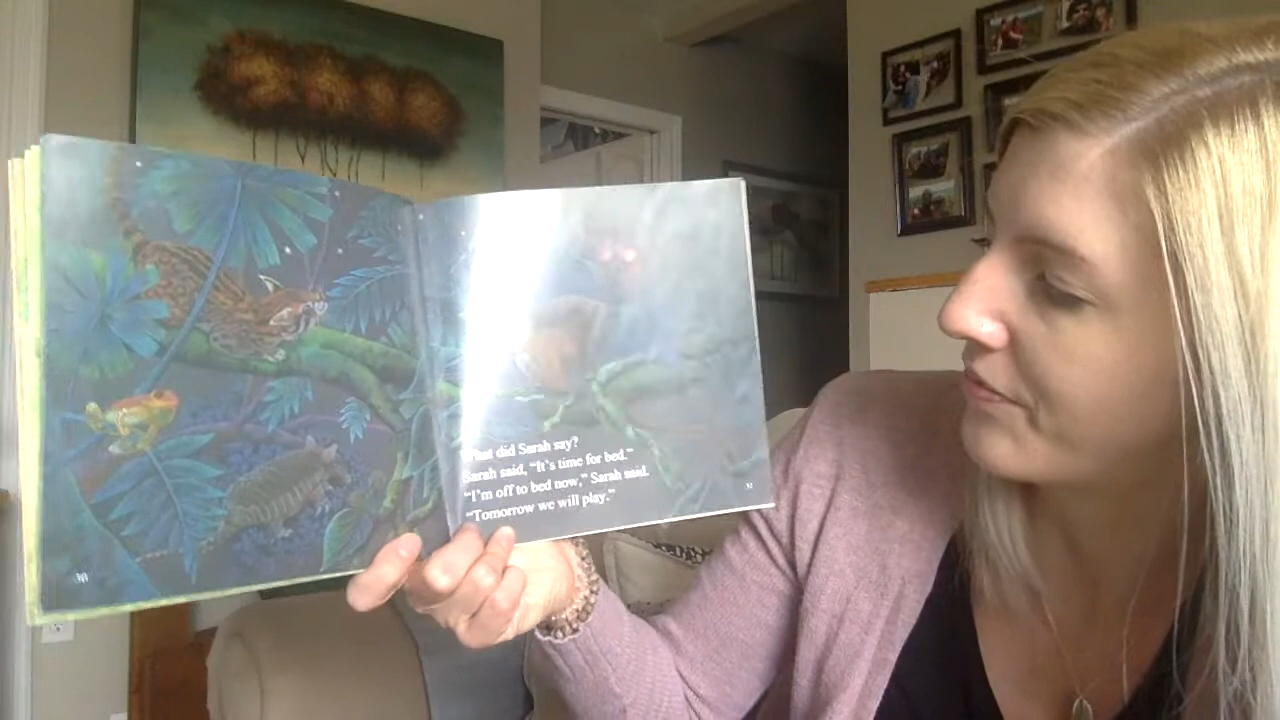 What did Sarah say?
Sarah said, "It's time for bed."
"I'm off to bed now," Sarah said.
"Tomorrow we will play."